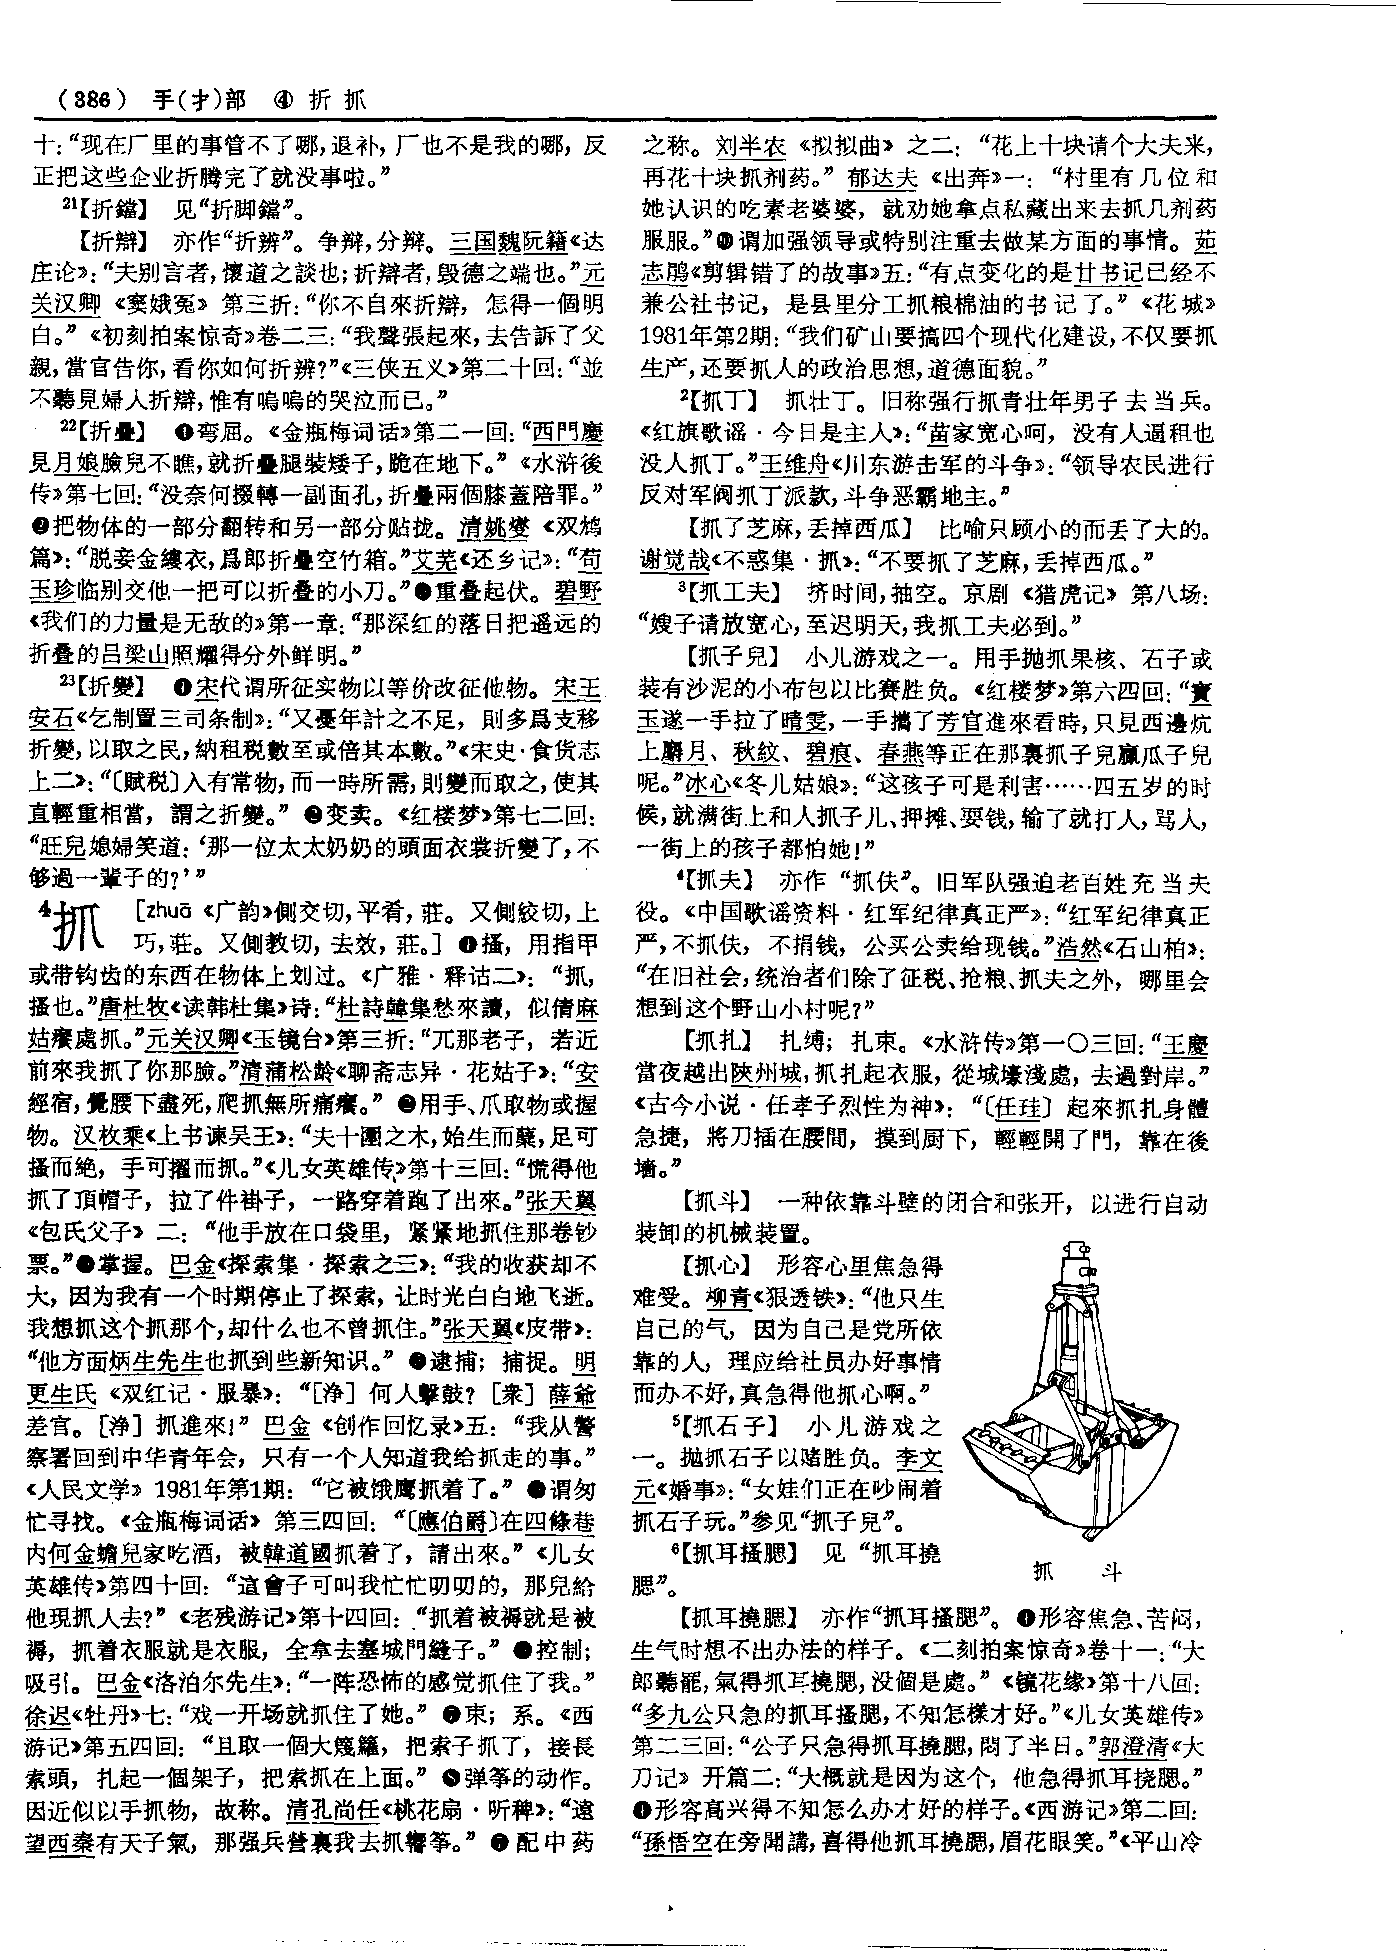 （386） 手(扌)部 ④ 折 抓
十：“现在厂里的事管不了哪，退补，厂也不是我的哪，反
正把这些企业折腾完了就没事啦。”
21【折鐺】 见“折脚鐺”。
【折辯】 亦作“折辨”。争辩，分辩。三国魏阮籍《达
庄论》：“夫别言者，懷道之談也；折辯者，毁德之端也。”元
关汉卿《窦娥冤》第三折：“你不自來折辯，怎得一個明
白。”《初刻拍案惊奇》卷二三：“我聲張起來，去告訴了父
親，當官告你，看你如何折辨？”《三侠五义》第二十回：“並
不聽見婦人折辯，惟有嗚嗚的哭泣而已。”
22【折疊】 ❶弯屈。《金瓶梅词话》第二一回：“西門慶
見月娘臉兒不瞧，就折疊腿裝矮子，跪在地下。”《水浒後
传》第七回：“没奈何掇轉一副面孔，折疊兩個膝蓋陪罪。”
❷把物体的一部分翻转和另一部分贴拢。清姚燮《双鸩
篇》：“脱妾金縷衣，爲郎折疊空竹箱。”艾芜《还乡记》：“苟
玉珍临别交他一把可以折叠的小刀。”❸重叠起伏。碧野
《我们的力量是无敌的》第一章：“那深红的落日把遥远的
折叠的吕梁山照耀得分外鲜明。”
23【折變】 ❶宋代谓所征实物以等价改征他物。宋王
安石《乞制置三司条制》：“又憂年計之不足，則多爲支移
折變，以取之民，納租税數至或倍其本數。”《宋史·食货志
上二》：“〔賦税〕入有常物，而一時所需，則變而取之，使其
直輕重相當，謂之折變。”❷变卖。《红楼梦》第七二回：
“旺兒媳婦笑道：‘那一位太太奶奶的頭面衣裳折變了，不
够過一輩子的？’”
4抓 ［zhuā《广韵》側交切，平肴，莊。又側絞切，上
巧，莊。又側教切，去效，莊。］❶搔，用指甲
或带钩齿的东西在物体上划过。《广雅·释诂二》：“抓，
搔也。”唐杜牧《读韩杜集》诗：“杜詩韓集愁來讀，似倩麻
姑癢處抓。”元关汉卿《玉镜台》第三折：“兀那老子，若近
前來我抓了你那臉。”清蒲松龄《聊斋志异·花姑子》：“安
經宿，覺腰下盡死，爬抓無所痛癢。”❷用手、爪取物或握
物。汉枚乘《上书谏吴王》：“夫十圍之木，始生而蘖，足可
搔而絶，手可擢而抓。”《儿女英雄传》第十三回：“慌得他
抓了頂帽子，拉了件褂子，一路穿着跑了出來。”张天翼
《包氏父子》二：“他手放在口袋里，紧紧地抓住那卷钞
票。”❸掌握。巴金《探索集·探索之三》：“我的收获却不
大，因为我有一个时期停止了探索，让时光白白地飞逝。
我想抓这个抓那个，却什么也不曾抓住。”张天翼《皮带》：
“他方面炳生先生也抓到些新知识。”❹逮捕；捕捉。明
更生氏《双红记·服暴》：“［净］何人擊鼓？［衆］薛爺
差官。［净］抓進來！”巴金《创作回忆录》五：“我从警
察署回到中华青年会，只有一个人知道我给抓走的事。”
《人民文学》1981年第1期：“它被饿鹰抓着了。”❺谓匆
忙寻找。《金瓶梅词话》第三四回：“〔應伯爵〕在四條巷
内何金蟾兒家吃酒，被韓道國抓着了，請出來。”《儿女
英雄传》第四十回：“這會子可叫我忙忙叨叨的，那兒給
他現抓人去？”《老残游记》第十四回：“抓着被褥就是被
褥，抓着衣服就是衣服，全拿去塞城門縫子。”❻控制；
吸引。巴金《洛泊尔先生》：“一阵恐怖的感觉抓住了我。”
徐迟《牡丹》七：“戏一开场就抓住了她。”❼束；系。《西
游记》第五四回：“且取一個大篾籮，把索子抓了，接長
索頭，扎起一個架子，把索抓在上面。”❽弹筝的动作。
因近似以手抓物，故称。清孔尚任《桃花扇·听稗》：“遠
望西秦有天子氣，那强兵營裏我去抓響筝。”❾配中药
之称。刘半农《拟拟曲》之二：“花上十块请个大夫来，
再花十块抓剂药。”郁达夫《出奔》一：“村里有几位和
她认识的吃素老婆婆，就劝她拿点私藏出来去抓几剂药
服服。”❿谓加强领导或特别注重去做某方面的事情。茹
志鹃《剪辑错了的故事》五：“有点变化的是甘书记已经不
兼公社书记，是县里分工抓粮棉油的书记了。”《花城》
1981年第2期：“我们矿山要搞四个现代化建设，不仅要抓
生产，还要抓人的政治思想，道德面貌。”
2【抓丁】 抓壮丁。旧称强行抓青壮年男子去当兵。
《红旗歌谣·今日是主人》：“苗家宽心呵，没有人逼租也
没人抓丁。”王维舟《川东游击军的斗争》：“领导农民进行
反对军阀抓丁派款，斗争恶霸地主。”
【抓了芝麻，丢掉西瓜】 比喻只顾小的而丢了大的。
谢觉哉《不惑集·抓》：“不要抓了芝麻，丢掉西瓜。”
3【抓工夫】 挤时间，抽空。京剧《猎虎记》第八场：
“嫂子请放宽心，至迟明天，我抓工夫必到。”
【抓子兒】 小儿游戏之一。用手抛抓果核、石子或
装有沙泥的小布包以比赛胜负。《红楼梦》第六四回：“寶
玉遂一手拉了晴雯，一手攜了芳官進來看時，只見西邊炕
上麝月、秋紋、碧痕、春燕等正在那裏抓子兒贏瓜子兒
呢。”冰心《冬儿姑娘》：“这孩子可是利害……四五岁的时
候，就满街上和人抓子儿、押摊、耍钱，输了就打人，骂人，
一街上的孩子都怕她！”
4【抓夫】 亦作“抓伕”。旧军队强迫老百姓充当夫
役。《中国歌谣资料·红军纪律真正严》：“红军纪律真正
严，不抓伕，不捐钱，公买公卖给现钱。”浩然《石山柏》：
“在旧社会，统治者们除了征税、抢粮、抓夫之外，哪里会
想到这个野山小村呢？”
【抓扎】 扎缚；扎束。《水浒传》第一〇三回：“王慶
當夜越出陝州城，抓扎起衣服，從城壕淺處，去過對岸。”
《古今小说·任孝子烈性为神》：“〔任珪〕起來抓扎身體
急捷，將刀插在腰間，摸到厨下，輕輕開了門，靠在後
墻。”
【抓斗】 一种依靠斗壁的闭合和张开，以进行自动
装卸的机械装置。
【抓心】 形容心里焦急得
难受。柳青《狠透铁》：“他只生
自己的气，因为自己是党所依
靠的人，理应给社员办好事情
而办不好，真急得他抓心啊。”
5【抓石子】 小儿游戏之
一。抛抓石子以赌胜负。李文
元《婚事》：“女娃们正在吵闹着
抓石子玩。”参见“抓子兒”。
6【抓耳搔腮】 见“抓耳撓
腮”。
抓 斗
【抓耳撓腮】 亦作“抓耳搔腮”。❶形容焦急、苦闷，
生气时想不出办法的样子。《二刻拍案惊奇》卷十一：“大
郎聽罷，氣得抓耳撓腮，没個是處。”《镜花缘》第十八回：
“多九公只急的抓耳搔腮，不知怎樣才好。”《儿女英雄传》
第二三回：“公子只急得抓耳撓腮，悶了半日。”郭澄清《大
刀记》开篇二：“大概就是因为这个，他急得抓耳挠腮。”
❷形容高兴得不知怎么办才好的样子。《西游记》第二回：
“孫悟空在旁聞講，喜得他抓耳撓腮，眉花眼笑。”《平山冷